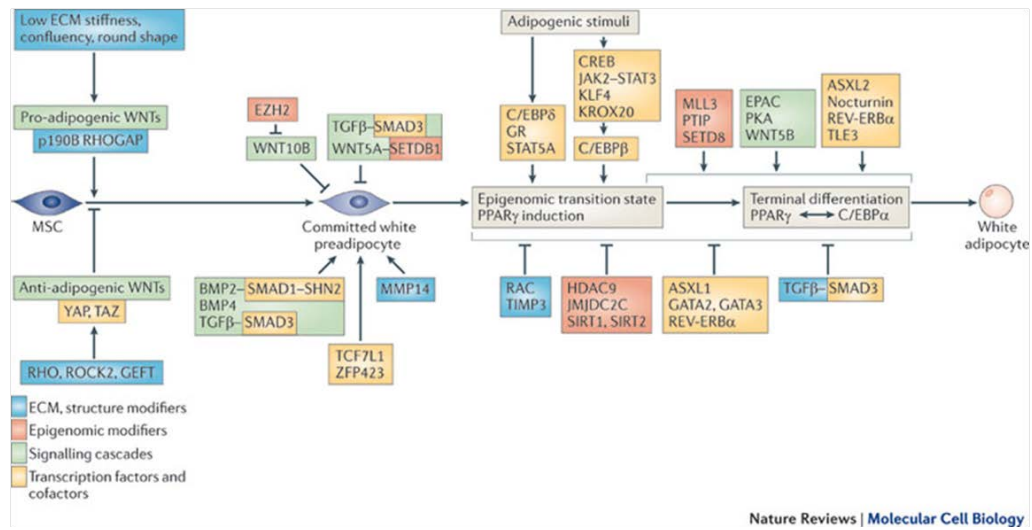 Low ECM stiffness,
confluency, round shape
Pro-adipogenic WNTs
p190B RHOGAP
MSC
Anti-adipogenic WNTs
YAP, TAZ
RHO, ROCK2, GEFT
EZH2
WNT10B
TGFβ–SMAD3
WNT5A–SETDB1
Committed white
preadipocyte
BMP2–SMAD1–SHN2
BMP4
TGFβ–SMAD3
MMP14
TCF7L1
ZFP423
Adipogenic stimuli
C/EBPδ
GR
STAT5A
CREB
JAK2–STAT3
KLF4
KROX20
C/EBPβ
Epigenomic transition state
PPARγ induction
MLL3
PTIP
SETD8
EPAC
PKA
WNT5B
ASXL2
Nocturnin
REV-ERBα
TLE3
Terminal differentiation
PPARγ C/EBPα
White
adipocyte
RAC
TIMP3
HDAC9
JMJDC2C
SIRT1, SIRT2
ASXL1
GATA2, GATA3
REV-ERBα
TGFβ–SMAD3
ECM, structure modifiers
Epigenomic modifiers
Signalling cascades
Transcription factors and
cofactors
Nature Reviews | Molecular Cell Biology